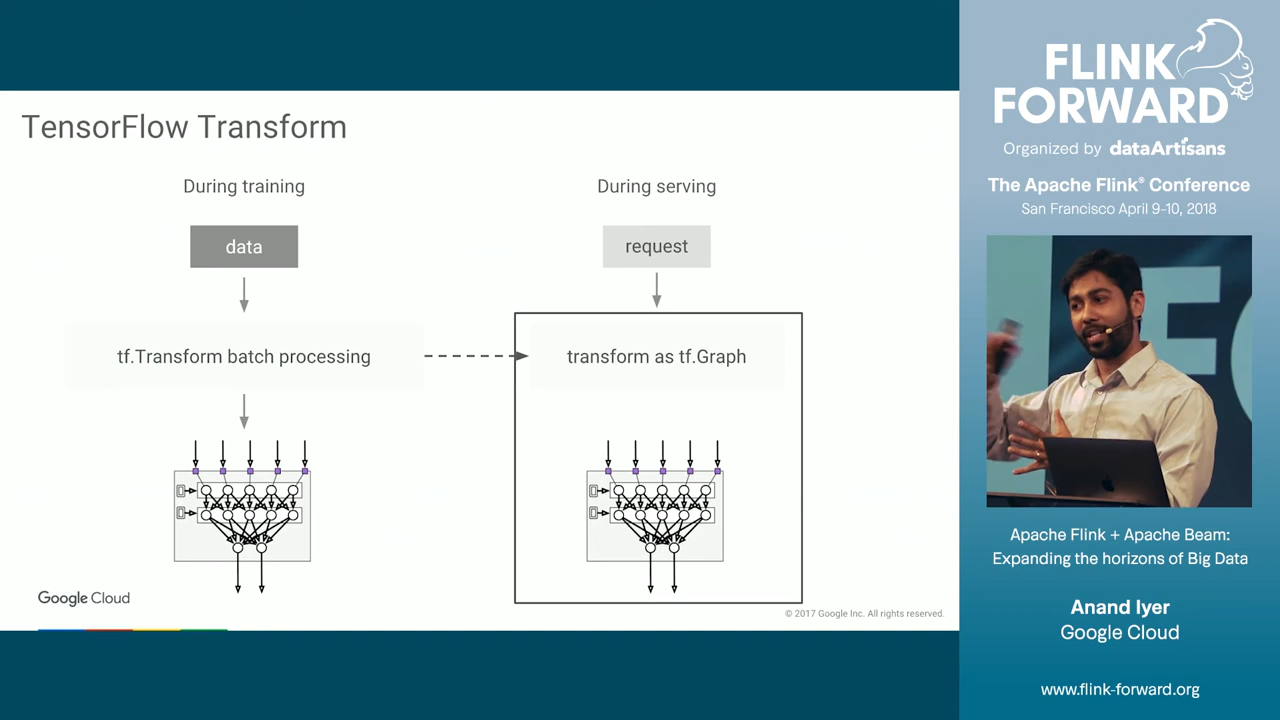 TensorFlow Transform
During training
During serving
data
request
tf.Transform batch processing
transform as tf.Graph
Google Cloud
© 2017 Google Inc. All rights reserved.
FLINK
FORWARD
Organized by dataArtisans
The Apache Flink® Conference
San Francisco April 9-10, 2018
Apache Flink + Apache Beam:
Expanding the horizons of Big Data
Anand Iyer
Google Cloud
www.flink-forward.org